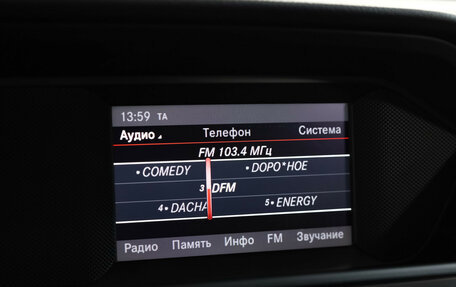 13:59 TA
Аудио Телефон Система
FM 103.4 МГц
• COMEDY • DOPO*HOE
3 • DFM
4 • DACHA 5 • ENERGY
Радио Память Инфо FM Звучание